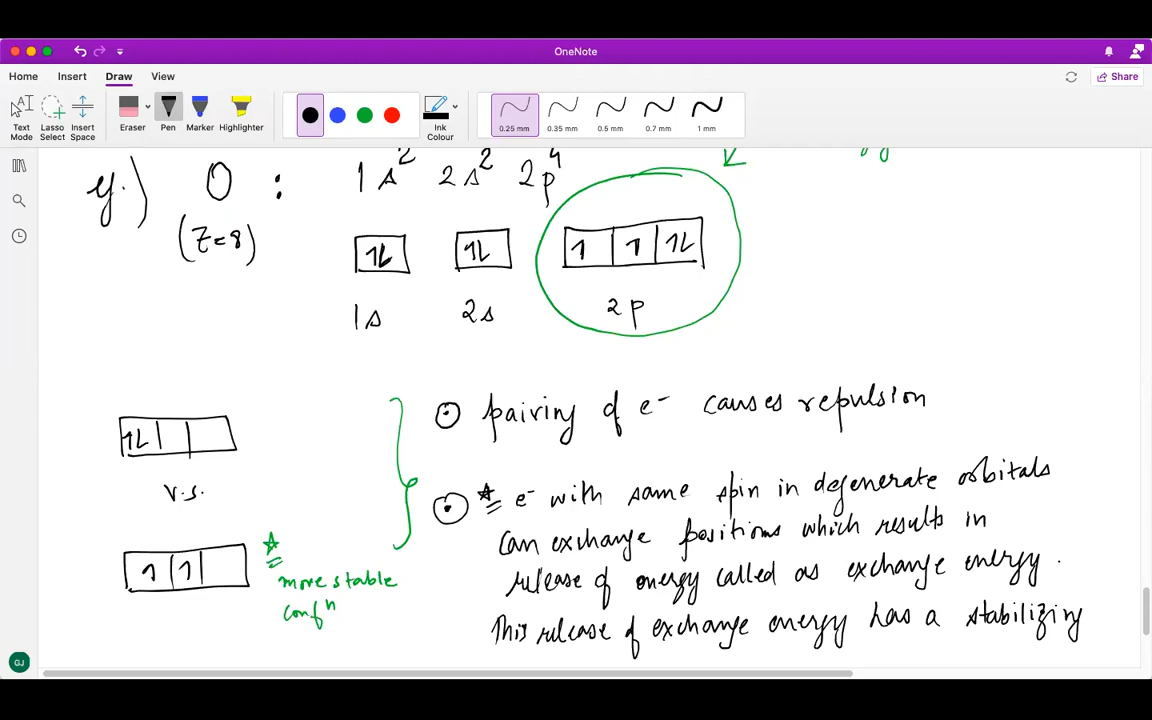 OneNote
Home Insert Draw View
Share
Text Mode
Lasso Select
Insert Space
Eraser
Pen
Marker
Highlighter
Ink Colour
0.25 mm
0.35 mm
0.5 mm
0.7 mm
1 mm
eg.) O : 1s² 2s² 2p⁴
(Z=8)
↿⇂ ↿⇂ ↿ ↿ ↿⇂
1s 2s 2p
↿⇂
v.s.
↿ ↿
more stable
confⁿ
pairing of e⁻ causes repulsion
☆ e⁻ with same spin in degenerate orbitals
can exchange positions which results in
release of energy called as exchange energy.
This release of exchange energy has a stabilizing
GJ